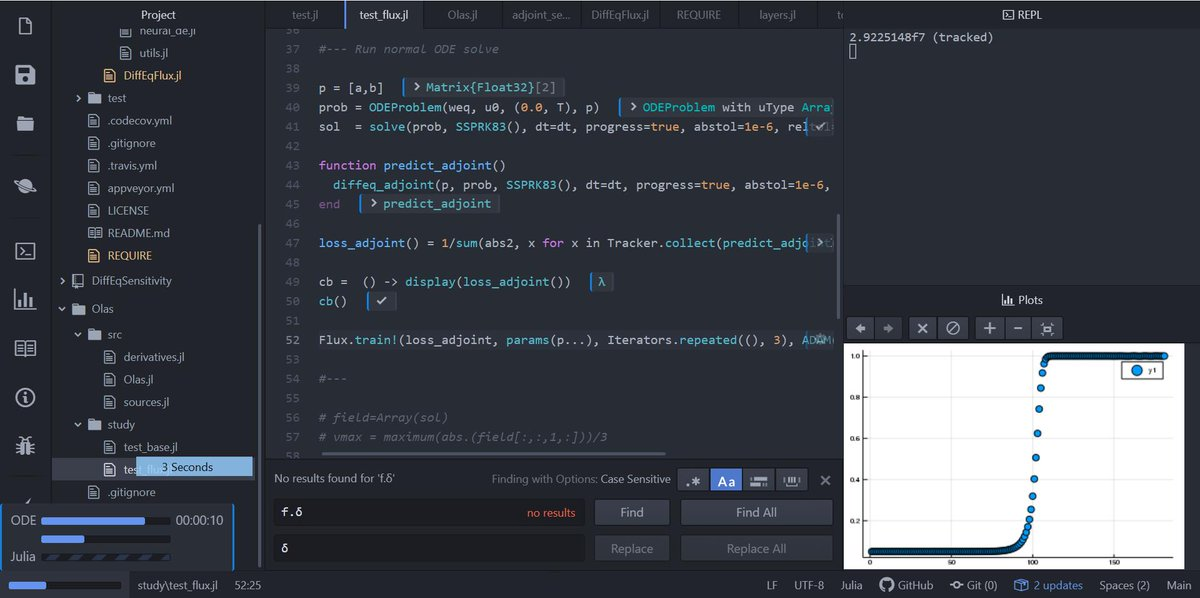 Project
neural_de.jl
utils.jl
DiffEqFlux.jl
test
.codecov.yml
.gitignore
.travis.yml
appveyor.yml
LICENSE
README.md
REQUIRE
DiffEqSensitivity
Olas
src
derivatives.jl
Olas.jl
sources.jl
study
test_base.jl
3 Seconds
.gitignore
ODE 00:00:10
Julia
test.jl test_flux.jl Olas.jl adjoint_se... DiffEqFlux.jl REQUIRE layers.jl
36
37 #--- Run normal ODE solve
38
39 p = [a,b] > Matrix{Float32}[2]
40 prob = ODEProblem(weq, u0, (0.0, T), p) > ODEProblem with uType Array
41 sol = solve(prob, SSPRK83(), dt=dt, progress=true, abstol=1e-6,
42
43 function predict_adjoint()
44 diffeq_adjoint(p, prob, SSPRK83(), dt=dt, progress=true, abstol=1e-6,
45 end > predict_adjoint
46
47 loss_adjoint() = 1/sum(abs2, x for x in Tracker.collect(
48
49 cb = () -> display(loss_adjoint()) λ
50 cb() ✓
51
52 Flux.train!(loss_adjoint, params(p...), Iterators.repeated((), 3),
53
54 #---
55
56 # field=Array(sol)
57 # vmax = maximum(abs.(field[:,:,1,:]))/3
58
No results found for 'f.δ' Finding with Options: Case Sensitive .* Aa
f.δ no results Find Find All
δ Replace Replace All
REPL
2.9225148f7 (tracked)
Plots
y1
1.0
0.8
0.6
0.4
0.2
0 50 100 150
study\test_flux.jl 52:25 LF UTF-8 Julia GitHub Git (0) 2 updates Spaces (2) Main